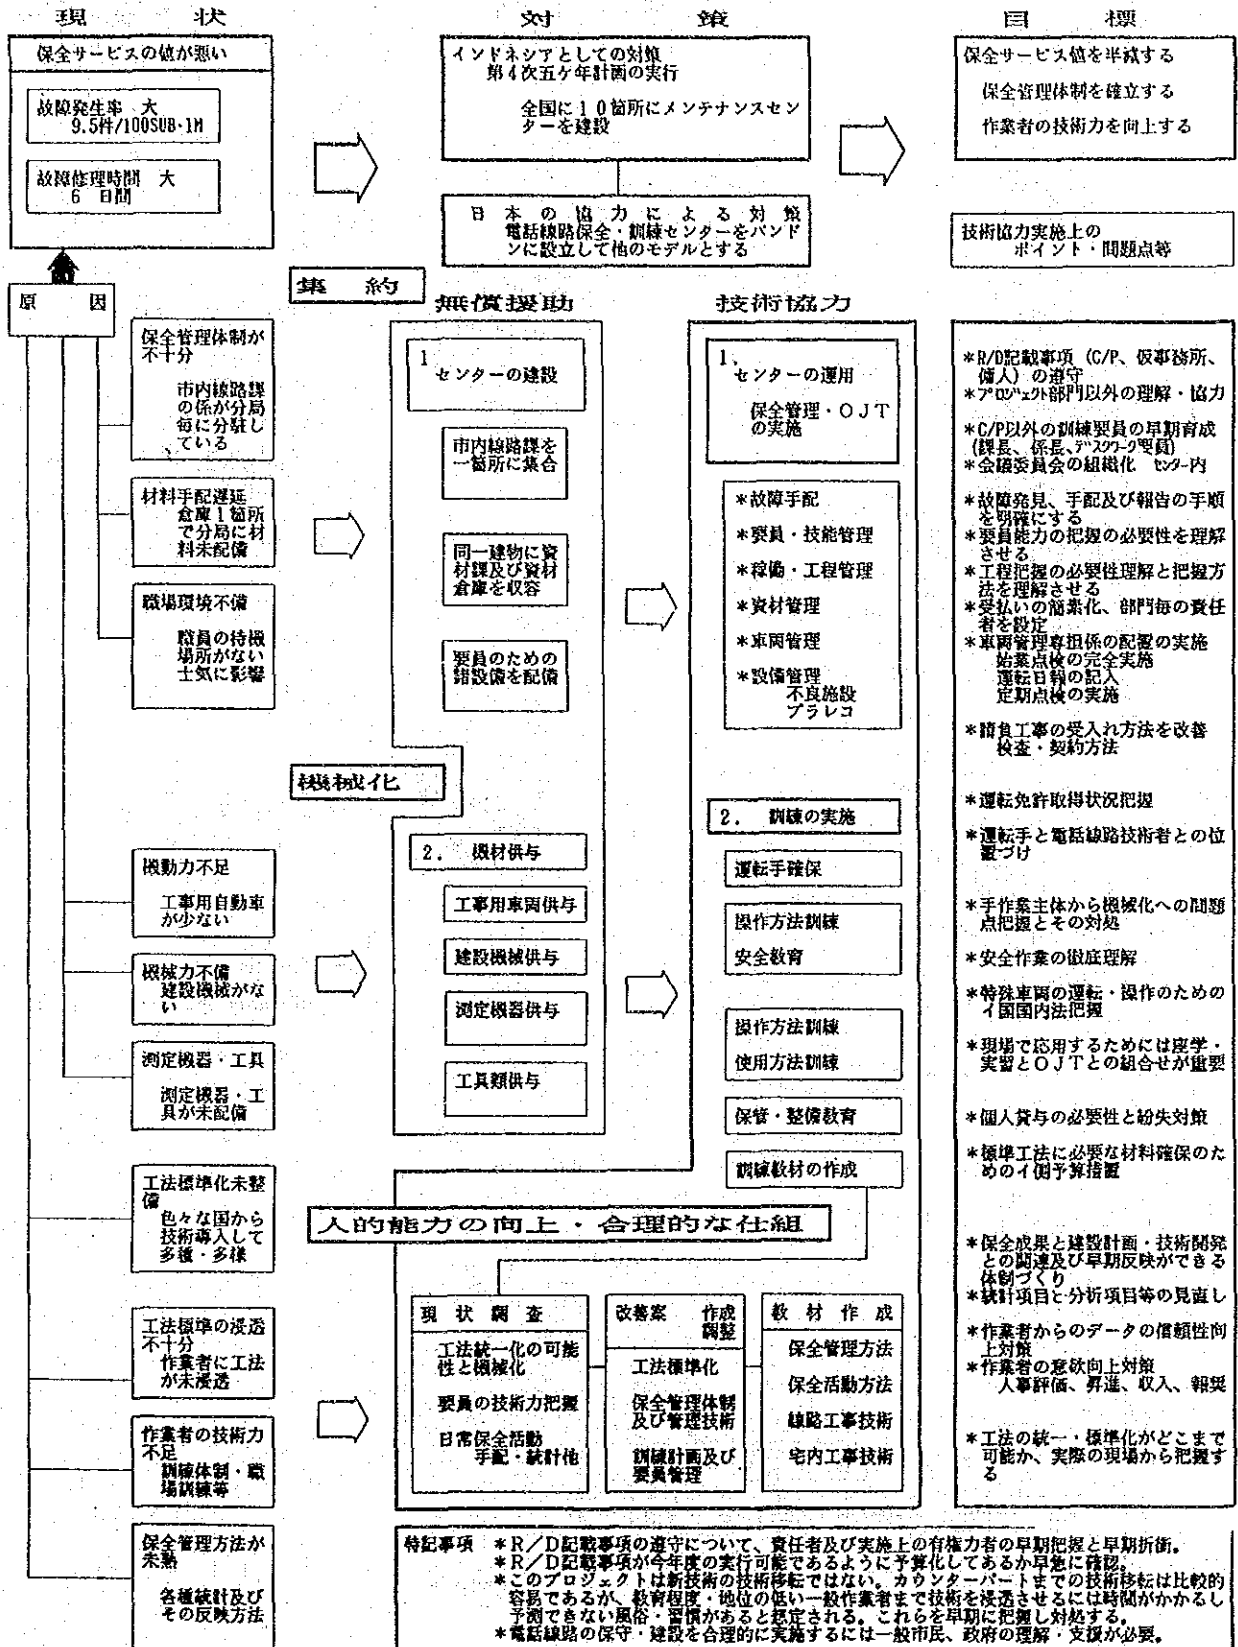 現状
対策
目標
保全サービスの値が悪い
故障発生率 大
9.5件/100SUB・1M
故障修理時間 大
6 日間
インドネシアとしての対策
第4次五ケ年計画の実行
全国に10箇所にメンテナンスセン
ターを建設
日本の協力による対策
電話線路保全・訓練センターをバンド
ンに設立して他のモデルとする
保全サービス値を半減する
保全管理体制を確立する
作業者の技術力を向上する
技術協力実施上の
ポイント・問題点等
原因
保全管理体制が
不十分
市内線路課
の係が分局
毎に分駐し
ている
材料手配遅延
倉庫1箇所
で分局に材
料未配備
職場環境不備
職員の待機
場所がない
士気に影響
機動力不足
工事用自動車
が少ない
機械力不備
建設機械がな
い
測定機器・工具
測定機器・工
具が未配備
工法標準化未整
備
色々な国から
技術導入して
多種・多様
工法標準の浸透
不十分
作業者に工法
が未浸透
作業者の技術力
不足
訓練体制・職
場訓練等
保全管理方法が
未熟
各種統計及び
その反映方法
集約
無償援助
1
センターの建設
市内線路課を
一箇所に集合
同一建物に資
材課及び資材
倉庫を収容
要員のための
諸設備を配備
機械化
2. 機材供与
工事用車両供与
建設機械供与
測定機器供与
工具類供与
技術協力
1、
センターの運用
保全管理・OJT
の実施
*故障手配
*要員・技能管理
*稼働・工程管理
*資材管理
*車両管理
*設備管理
不良施設
プラレコ
2. 訓練の実施
運転手確保
操作方法訓練
安全教育
操作方法訓練
使用方法訓練
保管・整備教育
訓練教材の作成
人的能力の向上・合理的な仕組
現状調査
工法統一化の可能
性と機械化
要員の技術力把握
日常保全活動
手配・統計他
改善案 作成
調整
工法標準化
保全管理体制
及び管理技術
訓練計画及び
要員管理
教材作成
保全管理方法
保全活動方法
線路工事技術
宅内工事技術
*R/D記載事項(C/P、仮事務所、
傭人)の遵守
*プロジェクト部門以外の理解・協力
*C/P以外の訓練要員の早期育成
(課長、係長、デスクワーク要員)
*会議委員会の組織化 センター内
*故障発見、手配及び報告の手順
を明確にする
*要員能力の把握の必要性を理解
させる
*工程把握の必要性理解と把握方
法を理解させる
*受払いの簡素化、部門毎の責任
者を設定
*車両管理専担係の配置の実施
始業点検の完全実施
運転日報の記入
定期点検の実施
*請負工事の受入れ方法を改善
検査・契約方法
*運転免許取得状況把握
*運転手と電話線路技術者との位
置づけ
*手作業主体から機械化への問題
点把握とその対処
*安全作業の徹底理解
*特殊車両の運転・操作のための
イ国国内法把握
*現場で応用するためには座学・
実習とOJTとの組合せが重要
*個人貸与の必要性と紛失対策
*標準工法に必要な材料確保のた
めのイ側予算措置
*保全成果と建設計画・技術開発
との関連及び早期反映ができる
体制づくり
*統計項目と分析項目等の見直し
*作業者からのデータの信頼性向
上対策
*作業者の意欲向上対策
人事評価、昇進、収入、報奨
*工法の統一・標準化がどこまで
可能か、実際の現場から把握す
る
特記事項 *R/D記載事項の遵守について、責任者及び実施上の有権力者の早期把握と早期折衝。
*R/D記載事項が今年度の実行可能であるように予算化してあるか早急に確認。
*このプロジェクトは新技術の技術移転ではない。カウンターパートまでの技術移転は比較的
容易であるが、教育程度・地位の低い一般作業者まで技術を浸透させるには時間がかかるし
予測できない風俗・習慣があると想定される。これらを早期に把握し対処する。
*電話線路の保守・建設を合理的に実施するには一般市民、政府の理解・支援が必要。